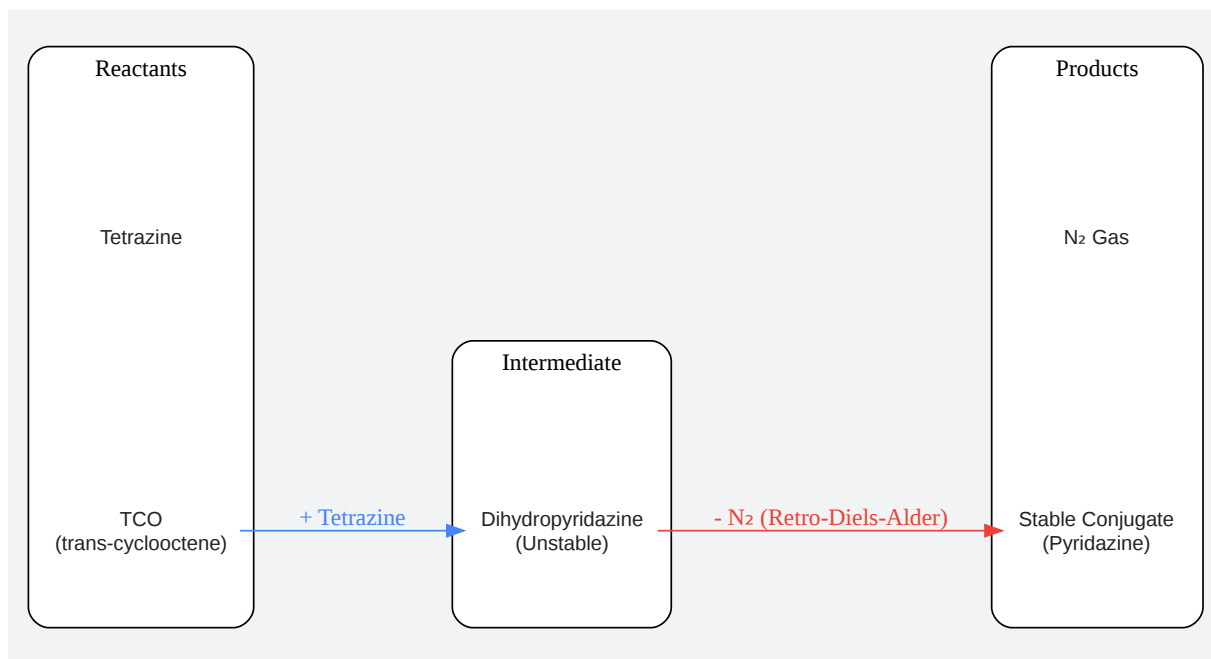 Reactants
Tetrazine
TCO
(trans-cyclooctene)
+ Tetrazine
Intermediate
Dihydropyridazine
(Unstable)
- N₂ (Retro-Diels-Alder)
Products
N₂ Gas
Stable Conjugate
(Pyridazine)